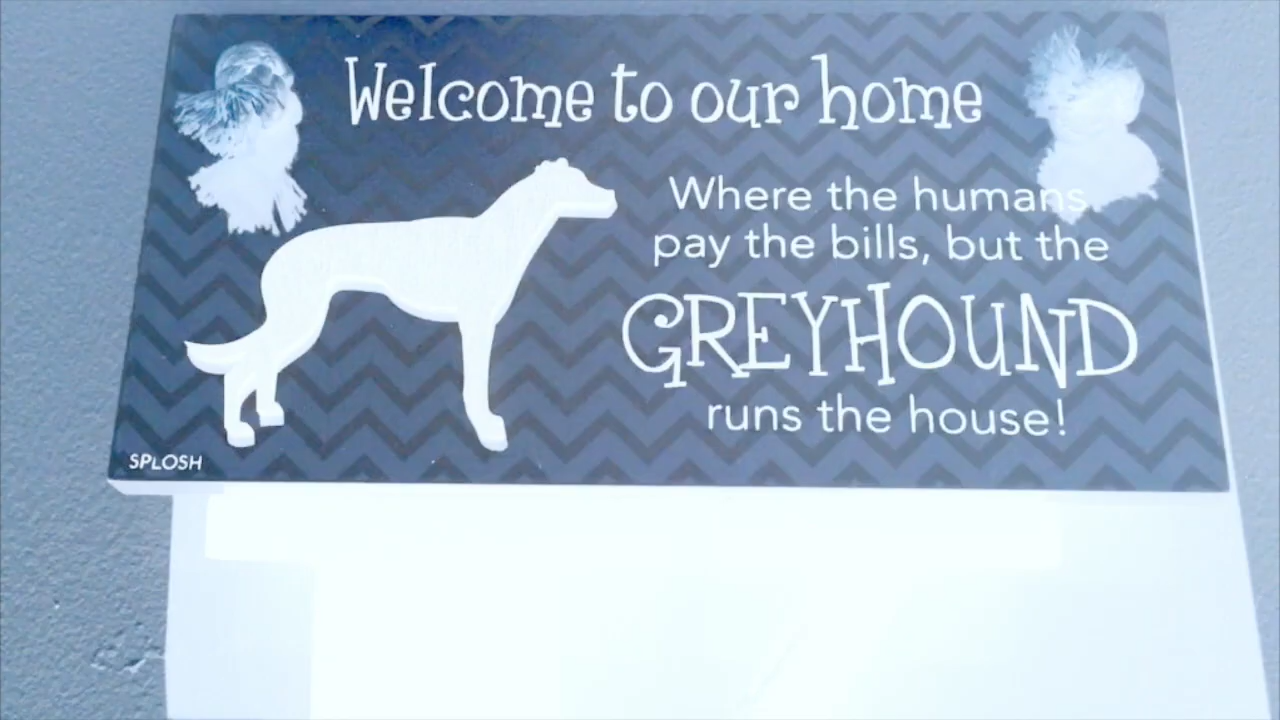 Welcome to our home
Where the humans
pay the bills, but the
GREYHOUND
runs the house!
SPLOSH